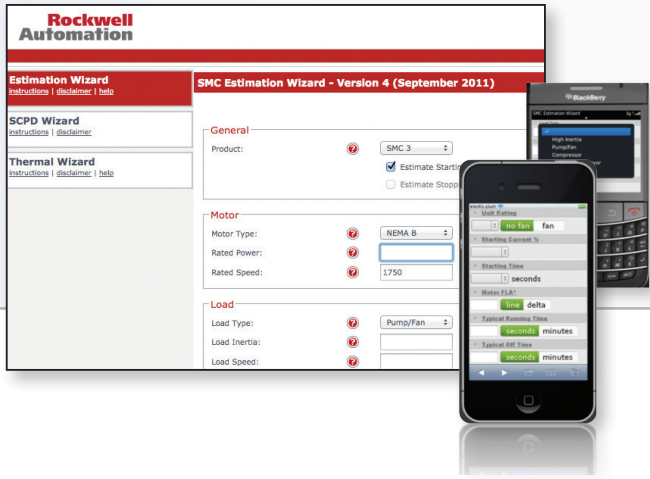 Rockwell
Automation
Estimation Wizard
instructions | disclaimer | help
SCPD Wizard
instructions | disclaimer
Thermal Wizard
instructions | disclaimer | help
SMC Estimation Wizard - Version 4 (September 2011)
General
Product:
SMC 3
Estimate Startin
Estimate Stopp
Motor
Motor Type:
NEMA B
Rated Power:
Rated Speed:
1750
Load
Load Type:
Pump/Fan
Load Inertia:
Load Speed:
BlackBerry
SMC Estimation Wizard
High Inertia
Pump/Fan
Compressor
Unit Rating
no fan fan
Starting Current %
Starting Time
seconds
Motor FLA*
line delta
Typical Running Time
seconds minutes
Typical Off Time
seconds minutes